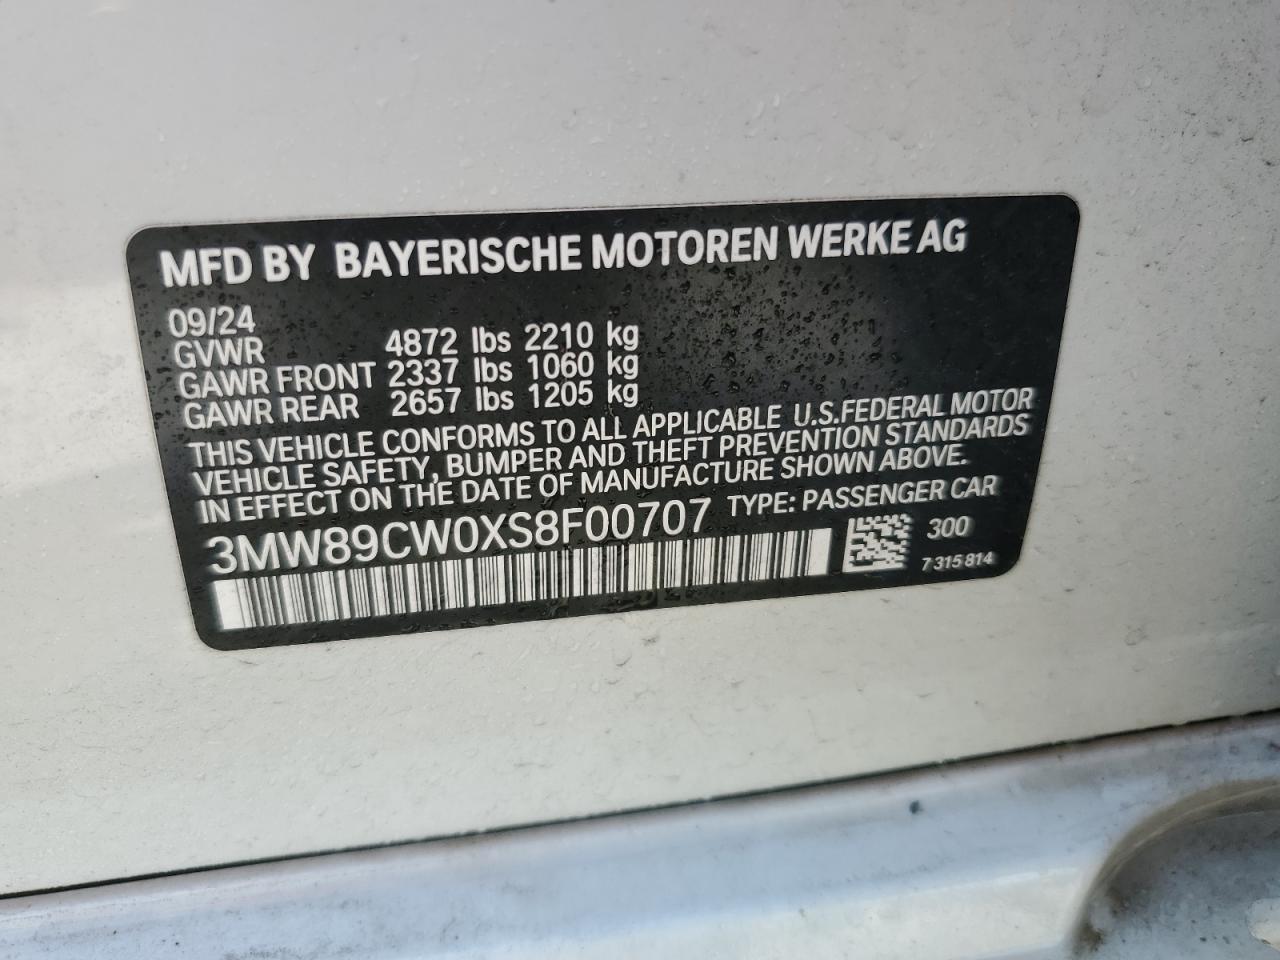 MFD BY BAYERISCHE MOTOREN WERKE AG
09/24
GVWR 4872 lbs 2210 kg
GAWR FRONT 2337 lbs 1060 kg
GAWR REAR 2657 lbs 1205 kg
THIS VEHICLE CONFORMS TO ALL APPLICABLE U.S.FEDERAL MOTOR
VEHICLE SAFETY, BUMPER AND THEFT PREVENTION STANDARDS
IN EFFECT ON THE DATE OF MANUFACTURE SHOWN ABOVE.
3MW89CW0XS8F00707 TYPE: PASSENGER CAR
300
7 315 814